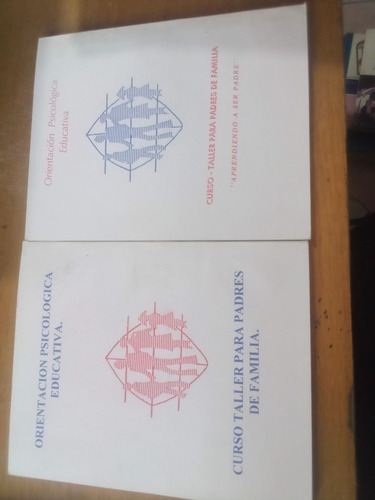 Orientación Psicológica
Educativa
CURSO - TALLER PARA PADRES DE FAMILIA
"APRENDIENDO A SER PADRE"
ORIENTACION PSICOLOGICA
EDUCATIVA.
CURSO TALLER PARA PADRES
DE FAMILIA.